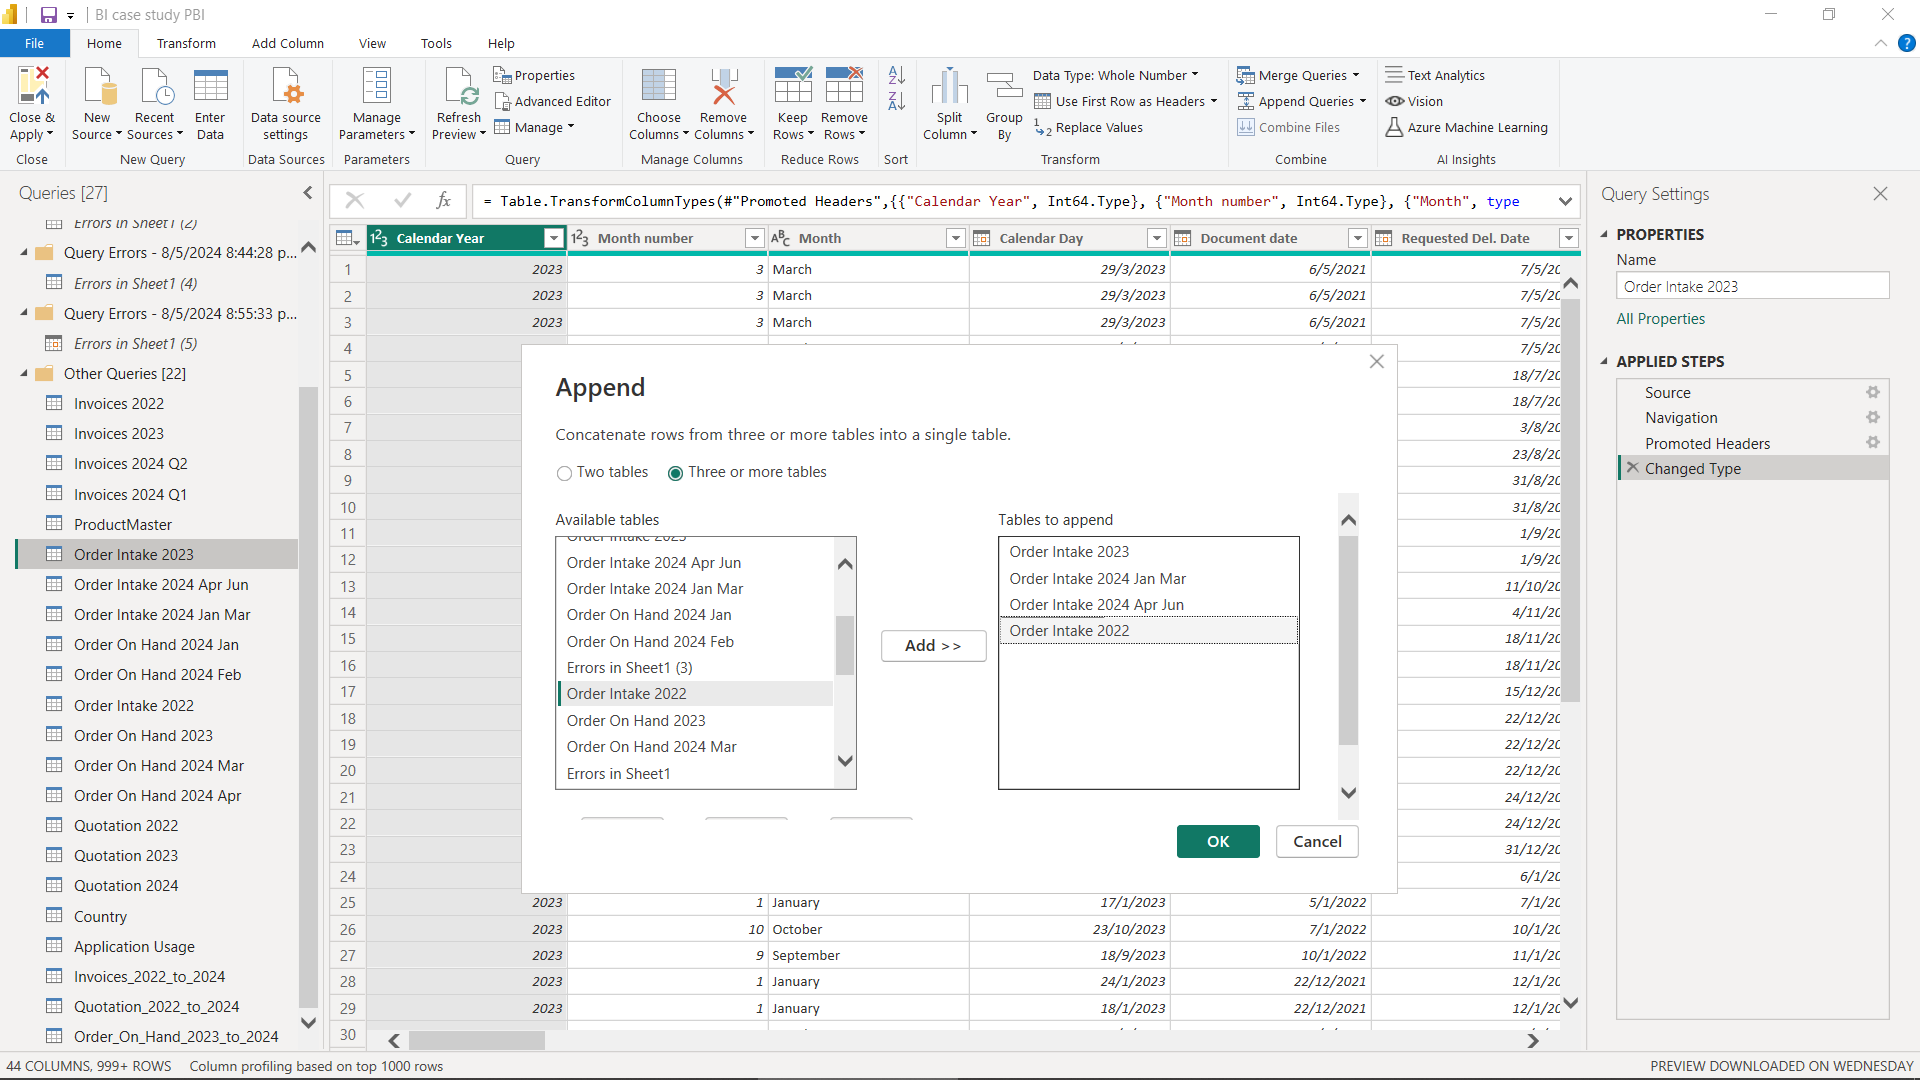 BI case study PBI
File Home Transform Add Column View Tools Help
Close & Apply
Close
New Source
Recent Sources
Enter Data
New Query
Data source settings
Data Sources
Manage Parameters
Parameters
Refresh Preview
Properties
Advanced Editor
Manage
Query
Choose Columns
Remove Columns
Manage Columns
Keep Rows
Remove Rows
Reduce Rows
Sort
Split Column
Group By
Data Type: Whole Number
Use First Row as Headers
Replace Values
Transform
Merge Queries
Append Queries
Combine Files
Combine
Text Analytics
Vision
Azure Machine Learning
AI Insights
Queries [27]
Errors in Sheet1 (2)
Query Errors - 8/5/2024 8:44:28 p...
Errors in Sheet1 (4)
Query Errors - 8/5/2024 8:55:33 p...
Errors in Sheet1 (5)
Other Queries [22]
Invoices 2022
Invoices 2023
Invoices 2024 Q2
Invoices 2024 Q1
ProductMaster
Order Intake 2023
Order Intake 2024 Apr Jun
Order Intake 2024 Jan Mar
Order On Hand 2024 Jan
Order On Hand 2024 Feb
Order Intake 2022
Order On Hand 2023
Order On Hand 2024 Mar
Order On Hand 2024 Apr
Quotation 2022
Quotation 2023
Quotation 2024
Country
Application Usage
Invoices_2022_to_2024
Quotation_2022_to_2024
Order_On_Hand_2023_to_2024
fx = Table.TransformColumnTypes(#"Promoted Headers",{{"Calendar Year", Int64.Type}, {"Month number", Int64.Type}, {"Month", type
Calendar Year Month number Month Calendar Day Document date Requested Del. Date
1 2023 3 March 29/3/2023 6/5/2021 7/5/20
2 2023 3 March 29/3/2023 6/5/2021 7/5/20
3 2023 3 March 29/3/2023 6/5/2021 7/5/20
4 7/5/20
5 18/7/20
6 18/7/20
7 3/8/20
8 23/8/20
9 31/8/20
10 31/8/20
11 1/9/20
12 1/9/20
13 11/10/20
14 4/11/20
15 18/11/20
16 18/11/20
17 15/12/20
18 22/12/20
19 22/12/20
20 22/12/20
21 24/12/20
22 24/12/20
23 31/12/20
24 6/1/20
25 2023 1 January 17/1/2023 5/1/2022 7/1/20
26 2023 10 October 23/10/2023 7/1/2022 10/1/20
27 2023 9 September 18/9/2023 10/1/2022 11/1/20
28 2023 1 January 24/1/2023 22/12/2021 12/1/20
29 2023 1 January 18/1/2023 22/12/2021 12/1/20
30
Append
Concatenate rows from three or more tables into a single table.
Two tables Three or more tables
Available tables
Order Intake 2023
Order Intake 2024 Apr Jun
Order Intake 2024 Jan Mar
Order On Hand 2024 Jan
Order On Hand 2024 Feb
Errors in Sheet1 (3)
Order Intake 2022
Order On Hand 2023
Order On Hand 2024 Mar
Errors in Sheet1
Add >>
Tables to append
Order Intake 2023
Order Intake 2024 Jan Mar
Order Intake 2024 Apr Jun
Order Intake 2022
OK Cancel
Query Settings
PROPERTIES
Name
Order Intake 2023
All Properties
APPLIED STEPS
Source
Navigation
Promoted Headers
Changed Type
44 COLUMNS, 999+ ROWS Column profiling based on top 1000 rows
PREVIEW DOWNLOADED ON WEDNESDAY